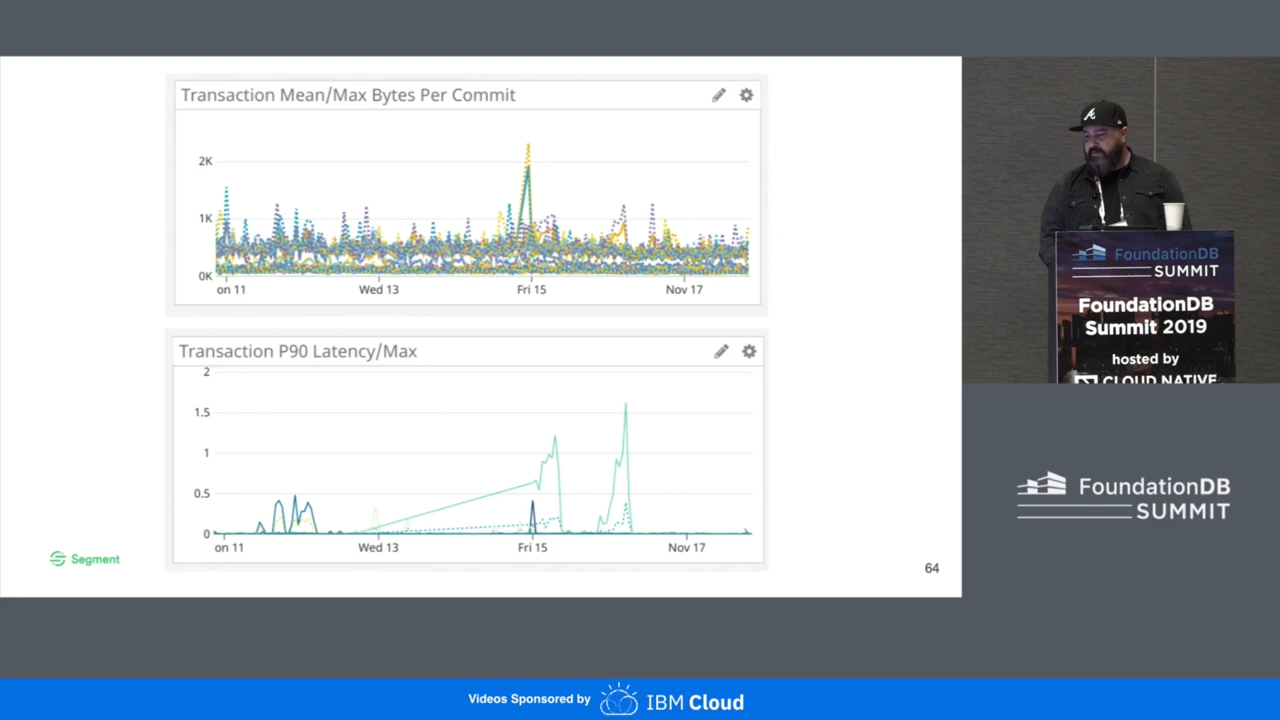 Transaction Mean/Max Bytes Per Commit
2K
1K
0K
on 11
Wed 13
Fri 15
Nov 17
Transaction P90 Latency/Max
2
1.5
1
0.5
0
on 11
Wed 13
Fri 15
Nov 17
Segment
64
A
FoundationDB
SUMMIT
FoundationDB
Summit 2019
hosted by
CLOUD NATIVE
FoundationDB
SUMMIT
Videos Sponsored by
IBM Cloud